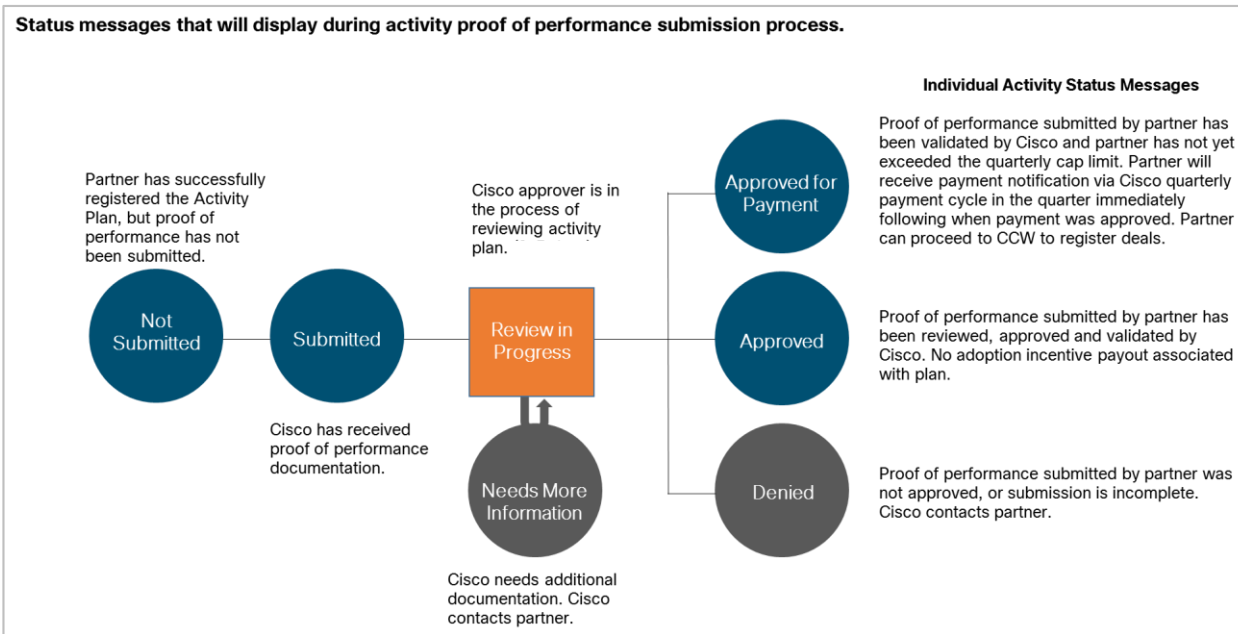 Status messages that will display during activity proof of performance submission process.
Individual Activity Status Messages
Partner has successfully
registered the Activity
Plan, but proof of
performance has not
been submitted.
Not
Submitted
Submitted
Cisco has received
proof of performance
documentation.
Cisco approver is in
the process of
reviewing activity
plan.
Review in
Progress
Needs More
Information
Cisco needs additional
documentation. Cisco
contacts partner.
Approved for
Payment
Proof of performance submitted by partner has
been validated by Cisco and partner has not yet
exceeded the quarterly cap limit. Partner will
receive payment notification via Cisco quarterly
payment cycle in the quarter immediately
following when payment was approved. Partner
can proceed to CCW to register deals.
Approved
Proof of performance submitted by partner has
been reviewed, approved and validated by
Cisco. No adoption incentive payout associated
with plan.
Denied
Proof of performance submitted by partner was
not approved, or submission is incomplete.
Cisco contacts partner.